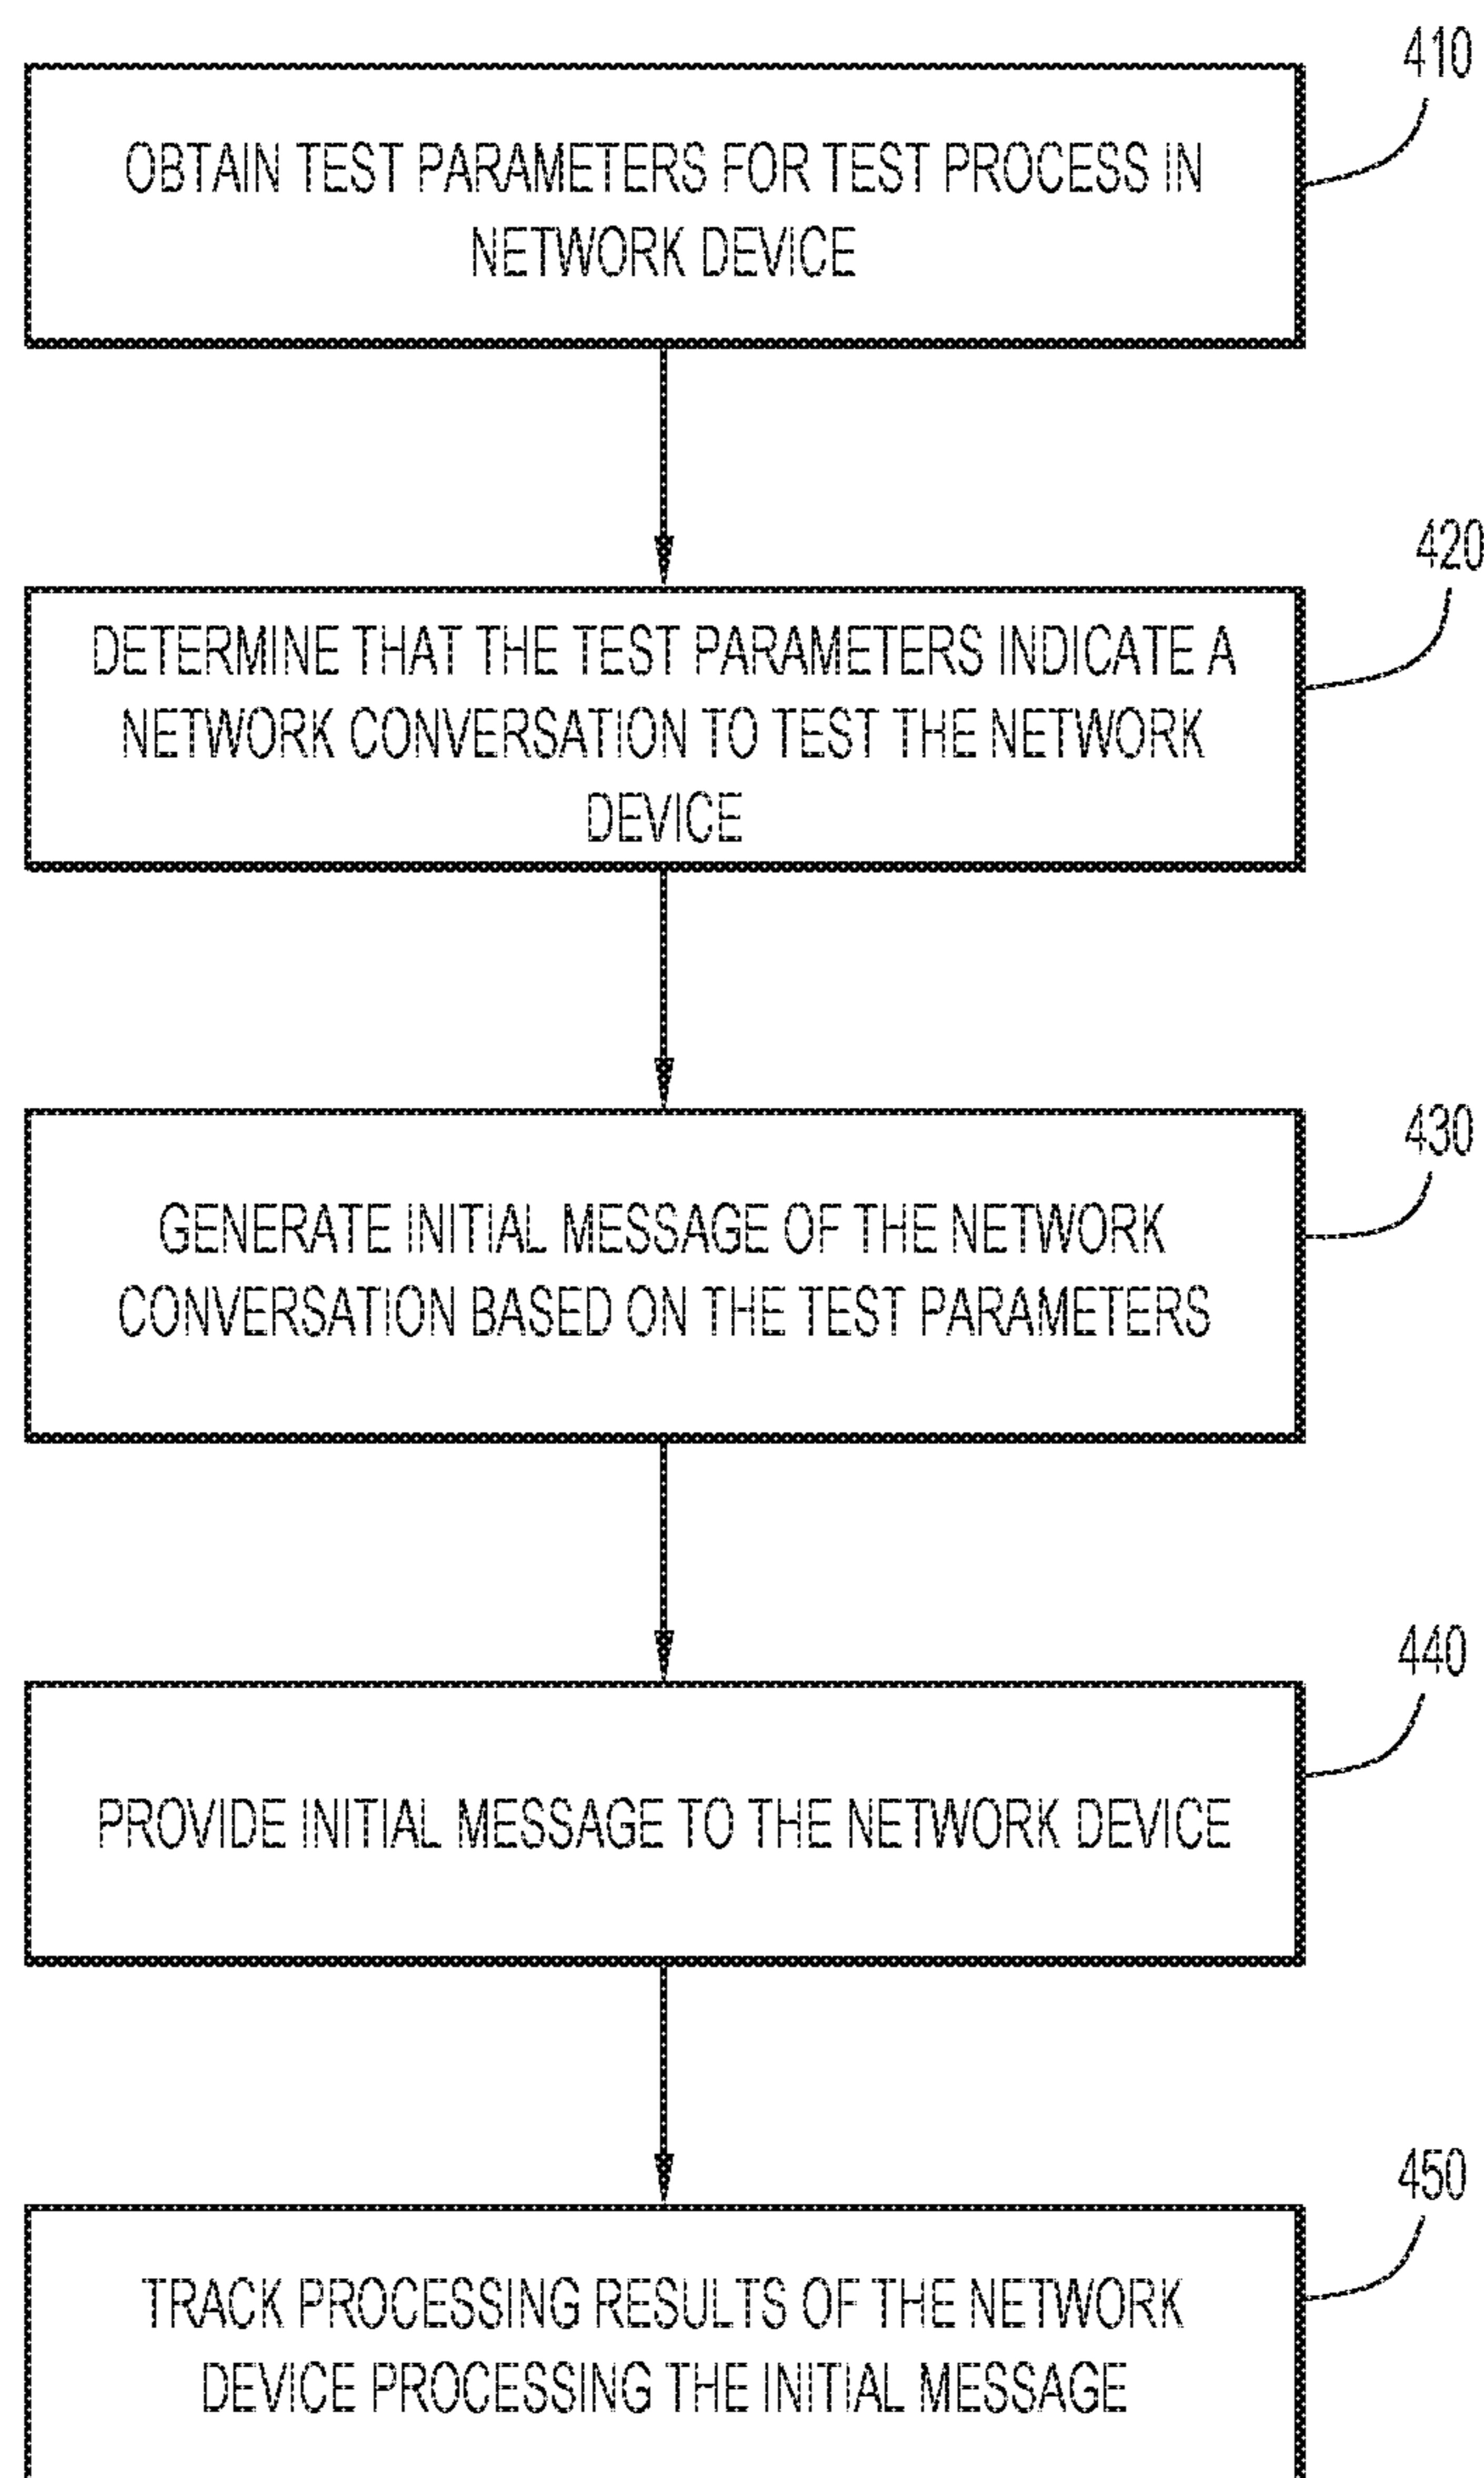 410
OBTAIN TEST PARAMETERS FOR TEST PROCESS IN
NETWORK DEVICE
420
DETERMINE THAT THE TEST PARAMETERS INDICATE A
NETWORK CONVERSATION TO TEST THE NETWORK
DEVICE
430
GENERATE INITIAL MESSAGE OF THE NETWORK
CONVERSATION BASED ON THE TEST PARAMETERS
440
PROVIDE INITIAL MESSAGE TO THE NETWORK DEVICE
450
TRACK PROCESSING RESULTS OF THE NETWORK
DEVICE PROCESSING THE INITIAL MESSAGE